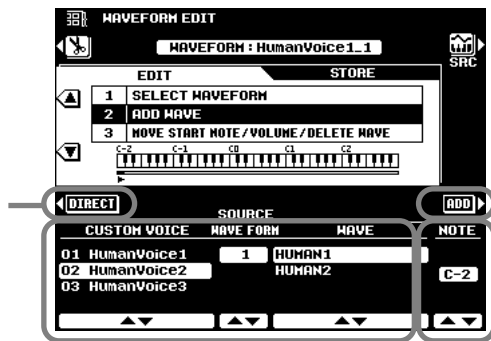 WAVEFORM EDIT
WAVEFORM : HumanVoice1_1
SRC
EDIT STORE
1 SELECT WAVEFORM
2 ADD WAVE
3 MOVE START NOTE/VOLUME/DELETE WAVE
C-2 C-1 C0 C1 C2
DIRECT ADD
SOURCE
CUSTOM VOICE WAVE FORM WAVE NOTE
01 HumanVoice1 1 HUMAN1
02 HumanVoice2 HUMAN2 C-2
03 HumanVoice3